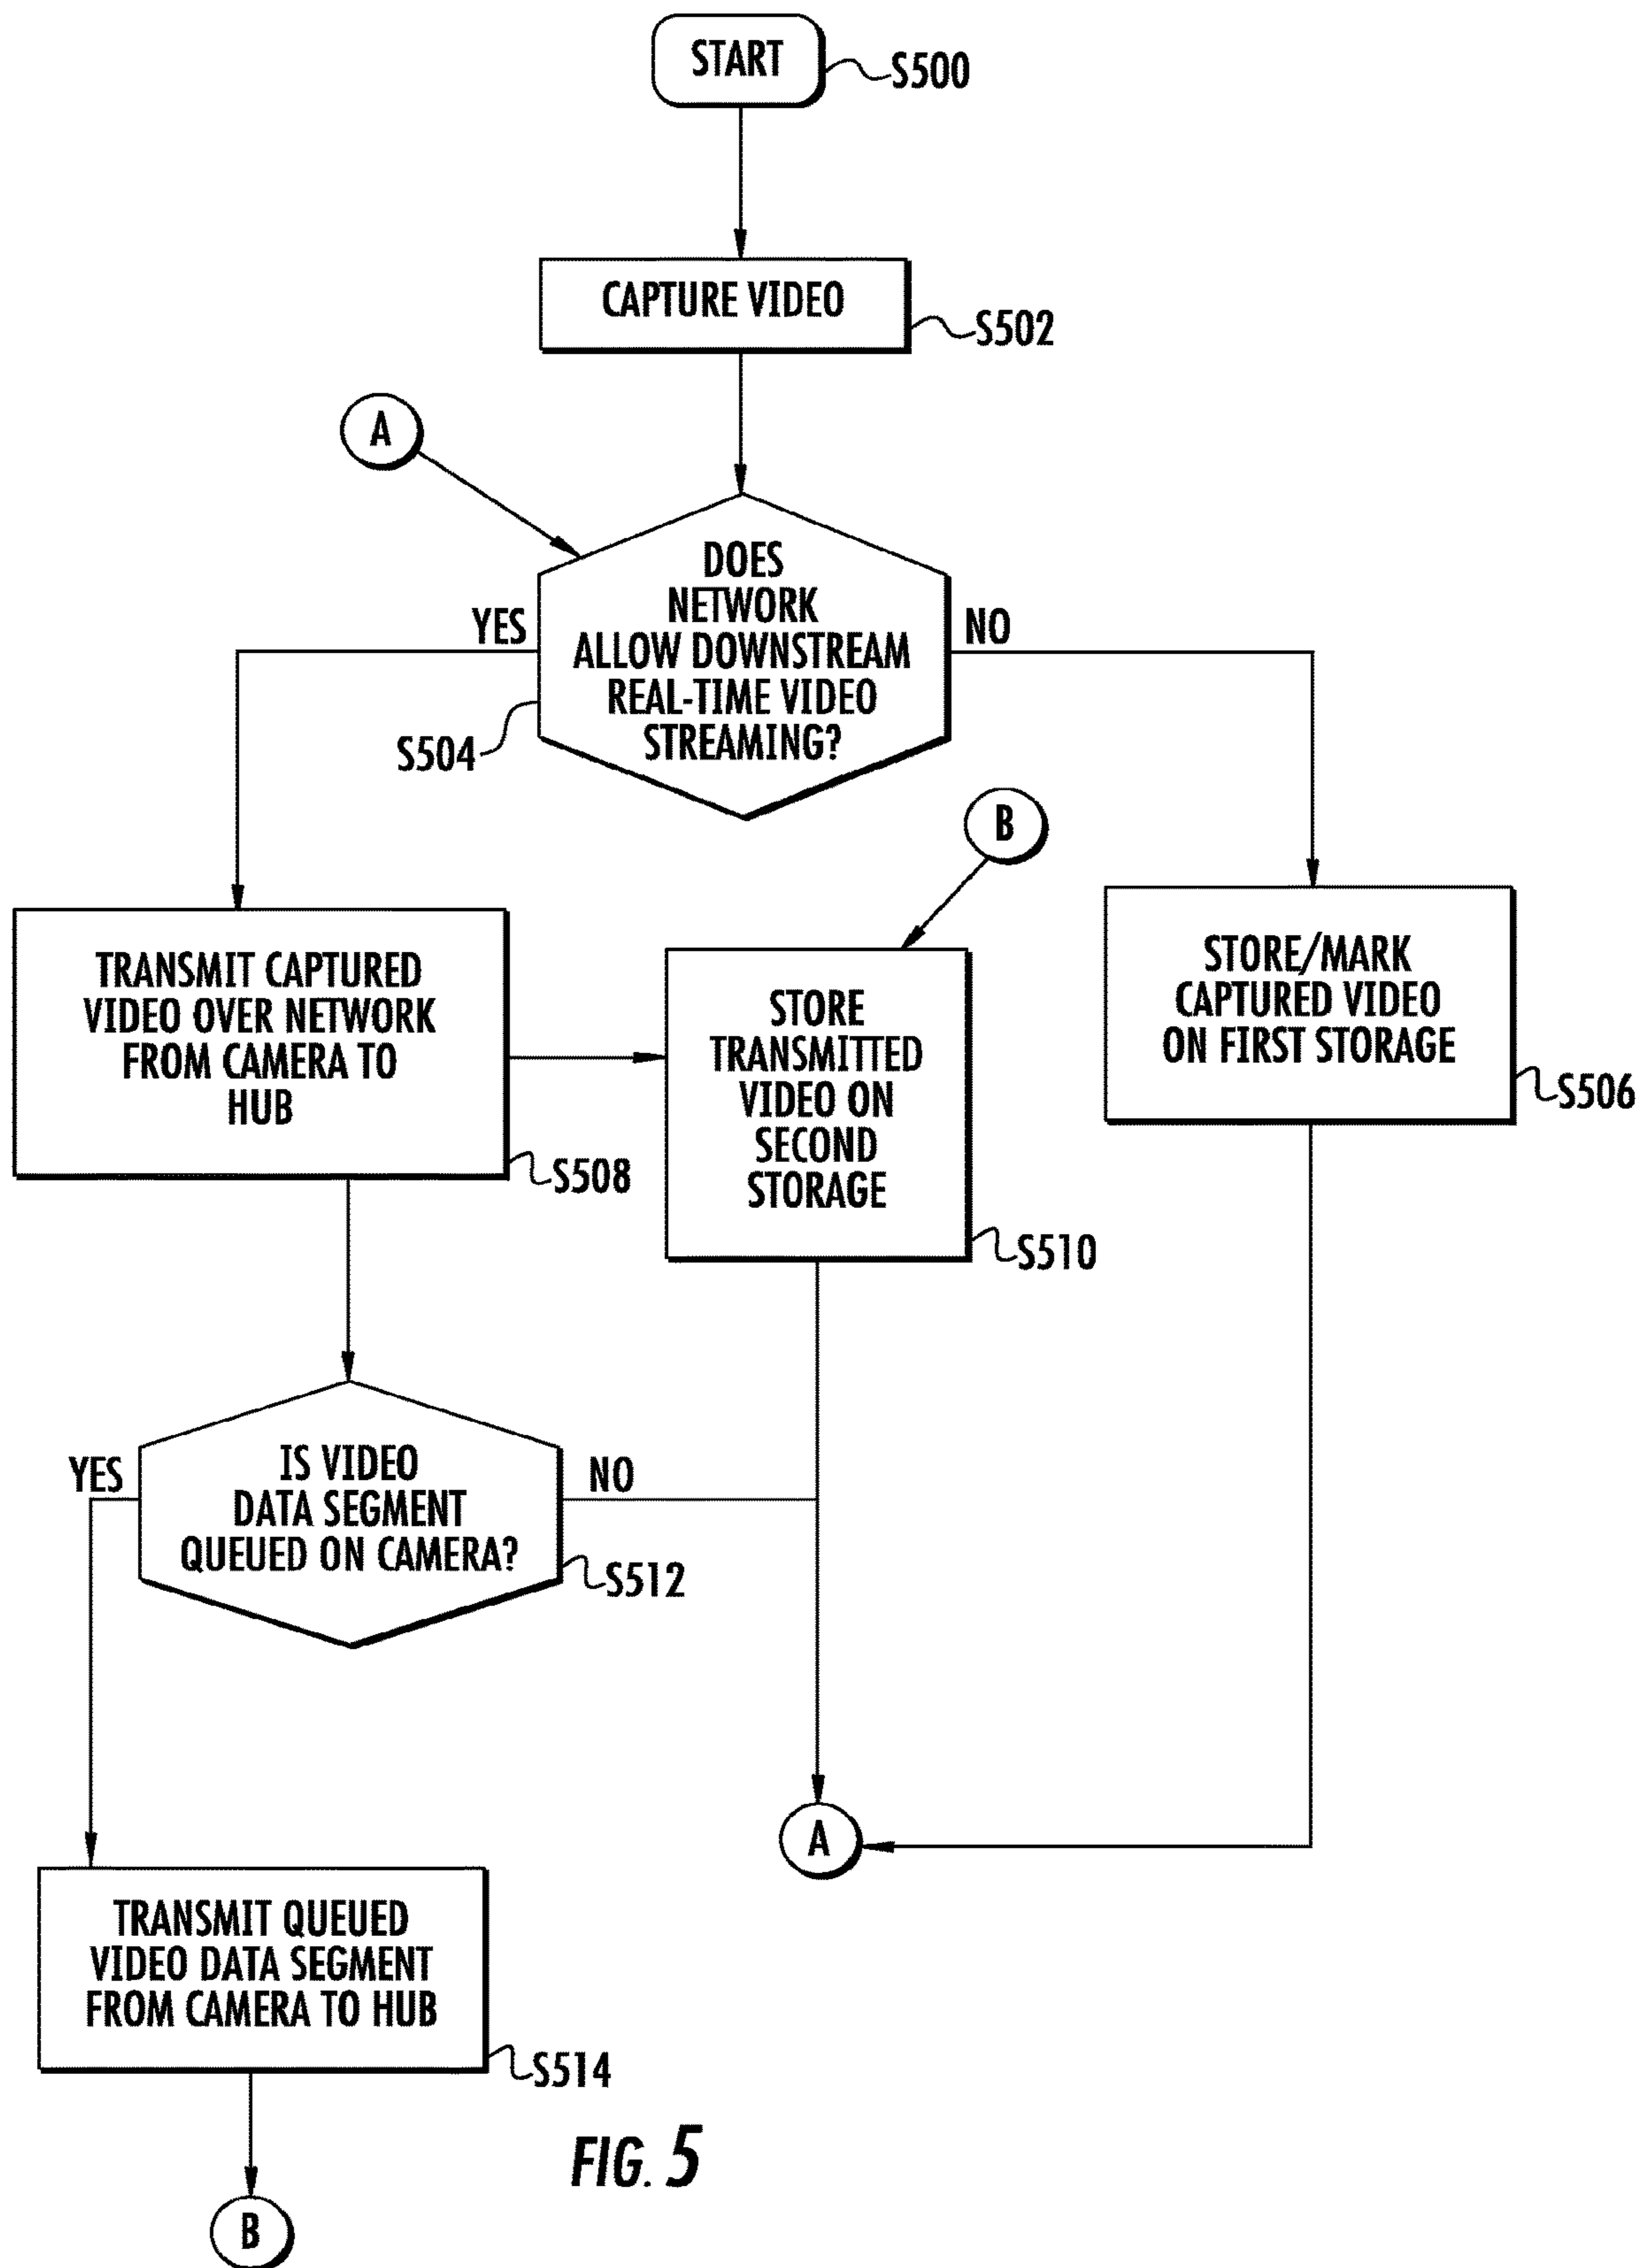 START
S500
CAPTURE VIDEO
S502
A
DOES
NETWORK
ALLOW DOWNSTREAM
REAL-TIME VIDEO
STREAMING?
YES
NO
S504
B
TRANSMIT CAPTURED
VIDEO OVER NETWORK
FROM CAMERA TO
HUB
S508
STORE
TRANSMITTED
VIDEO ON
SECOND
STORAGE
S510
STORE/MARK
CAPTURED VIDEO
ON FIRST STORAGE
S506
IS VIDEO
DATA SEGMENT
QUEUED ON CAMERA?
YES
NO
S512
A
TRANSMIT QUEUED
VIDEO DATA SEGMENT
FROM CAMERA TO HUB
S514
B
FIG. 5